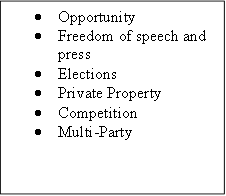 • Opportunity
• Freedom of speech and
press
• Elections
• Private Property
• Competition
• Multi-Party